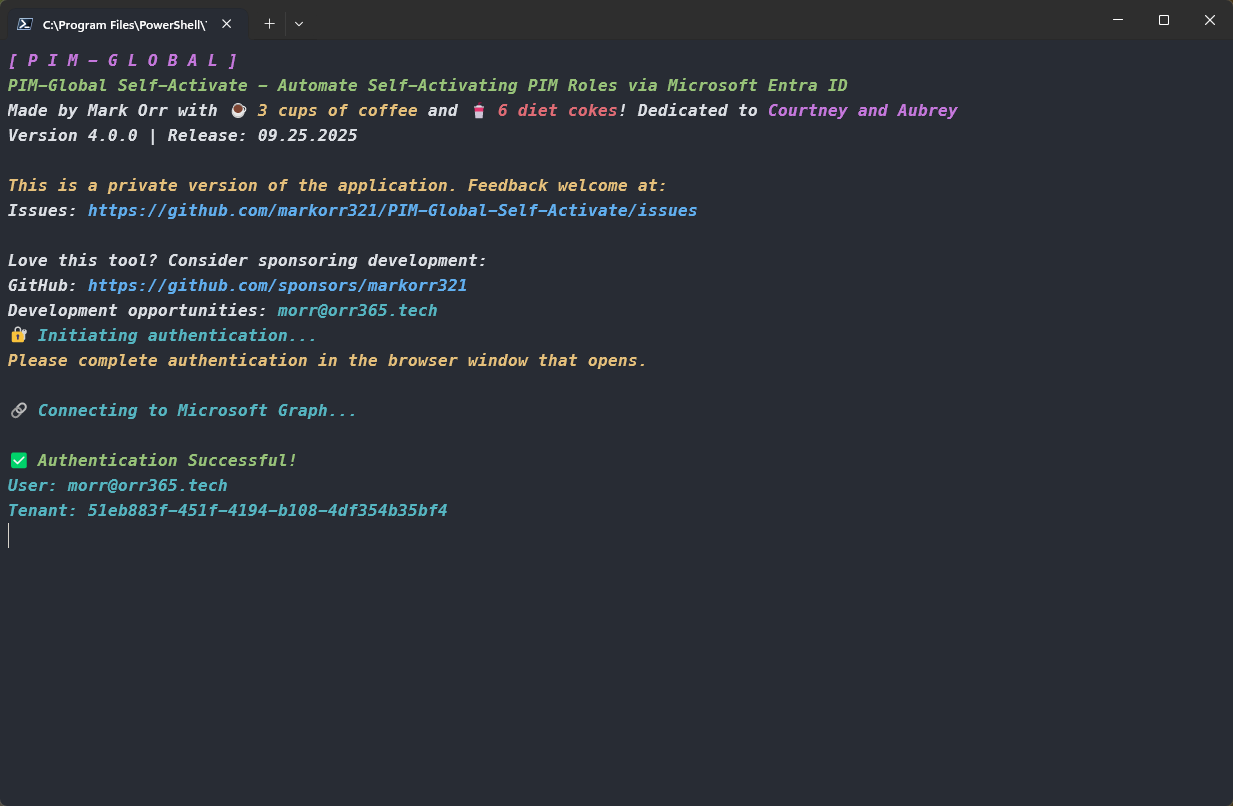 C:\Program Files\PowerShell\
[ P I M - G L O B A L ]
PIM-Global Self-Activate - Automate Self-Activating PIM Roles via Microsoft Entra ID
Made by Mark Orr with ☕ 3 cups of coffee and 🥤 6 diet cokes! Dedicated to Courtney and Aubrey
Version 4.0.0 | Release: 09.25.2025
This is a private version of the application. Feedback welcome at:
Issues: https://github.com/markorr321/PIM-Global-Self-Activate/issues
Love this tool? Consider sponsoring development:
GitHub: https://github.com/sponsors/markorr321
Development opportunities: morr@orr365.tech
🔐 Initiating authentication...
Please complete authentication in the browser window that opens.
🔗 Connecting to Microsoft Graph...
✅ Authentication Successful!
User: morr@orr365.tech
Tenant: 51eb883f-451f-4194-b108-4df354b35bf4